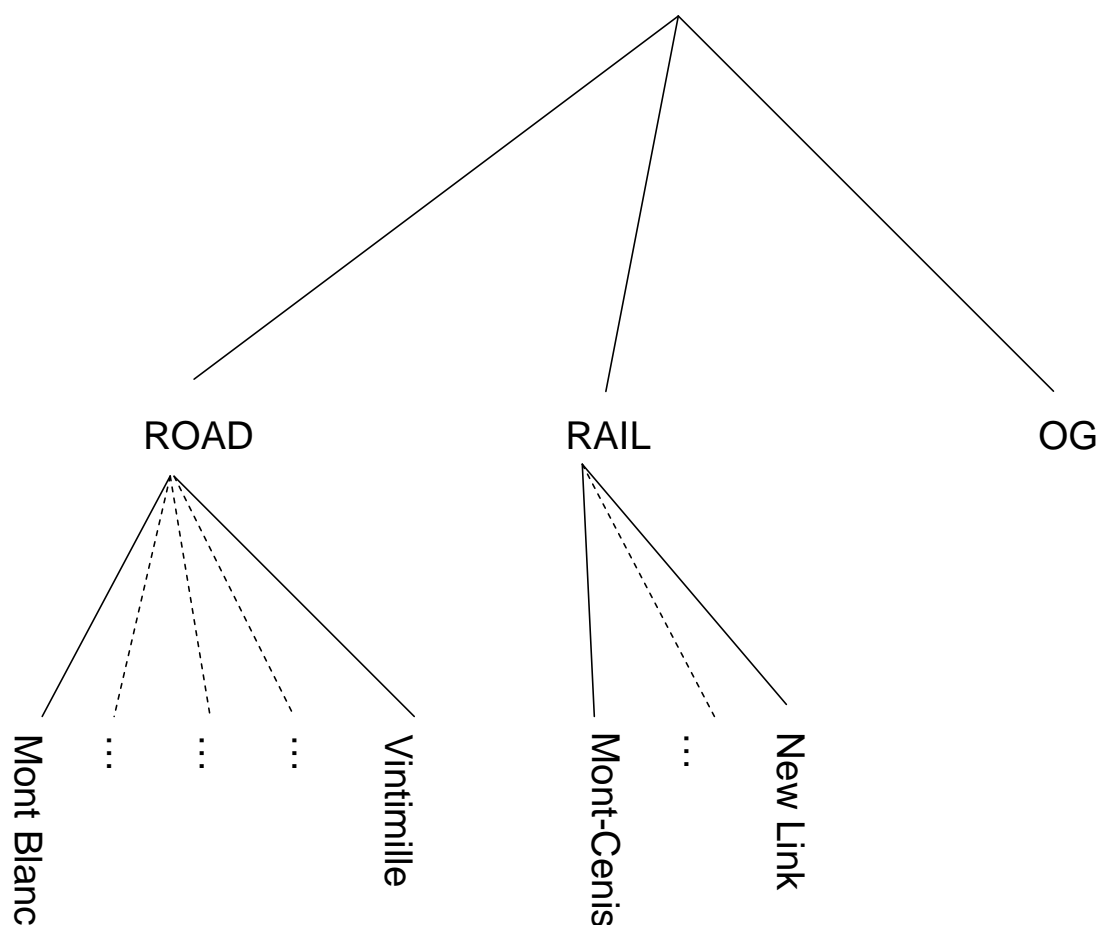 ROAD
RAIL
OG
Mont Blanc
...
...
...
Vintimille
Mont-Cenis
...
New Link